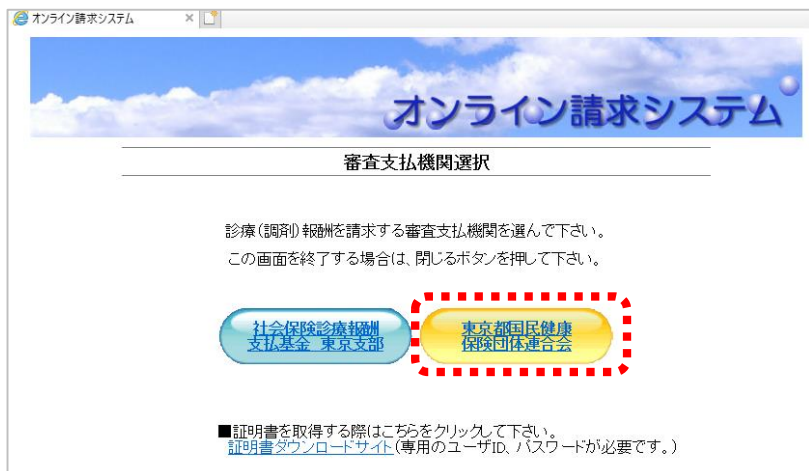 オンライン請求システム
オンライン請求システム
審査支払機関選択
診療(調剤)報酬を請求する審査支払機関を選んで下さい。
この画面を終了する場合は、閉じるボタンを押して下さい。
社会保険診療報酬
支払基金 東京支部
東京都国民健康
保険団体連合会
■証明書を取得する際はこちらをクリックして下さい。
証明書ダウンロードサイト(専用のユーザID、パスワードが必要です。)